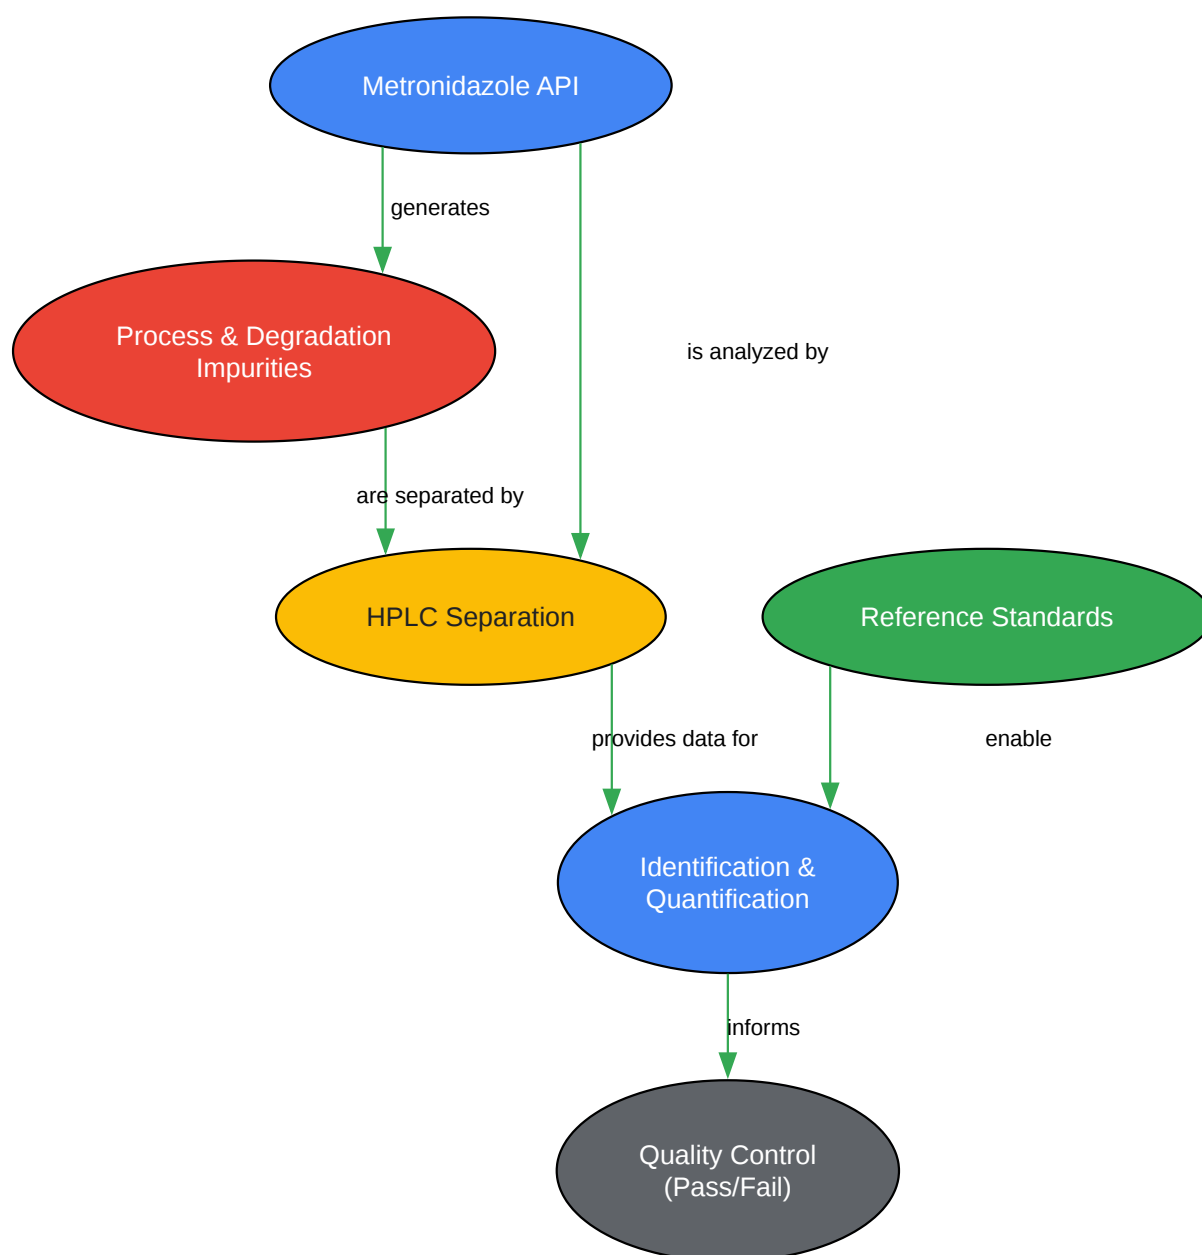 Metronidazole API
generates
Process & Degradation
Impurities
is analyzed by
are separated by
HPLC Separation
Reference Standards
provides data for
enable
Identification &
Quantification
informs
Quality Control
(Pass/Fail)